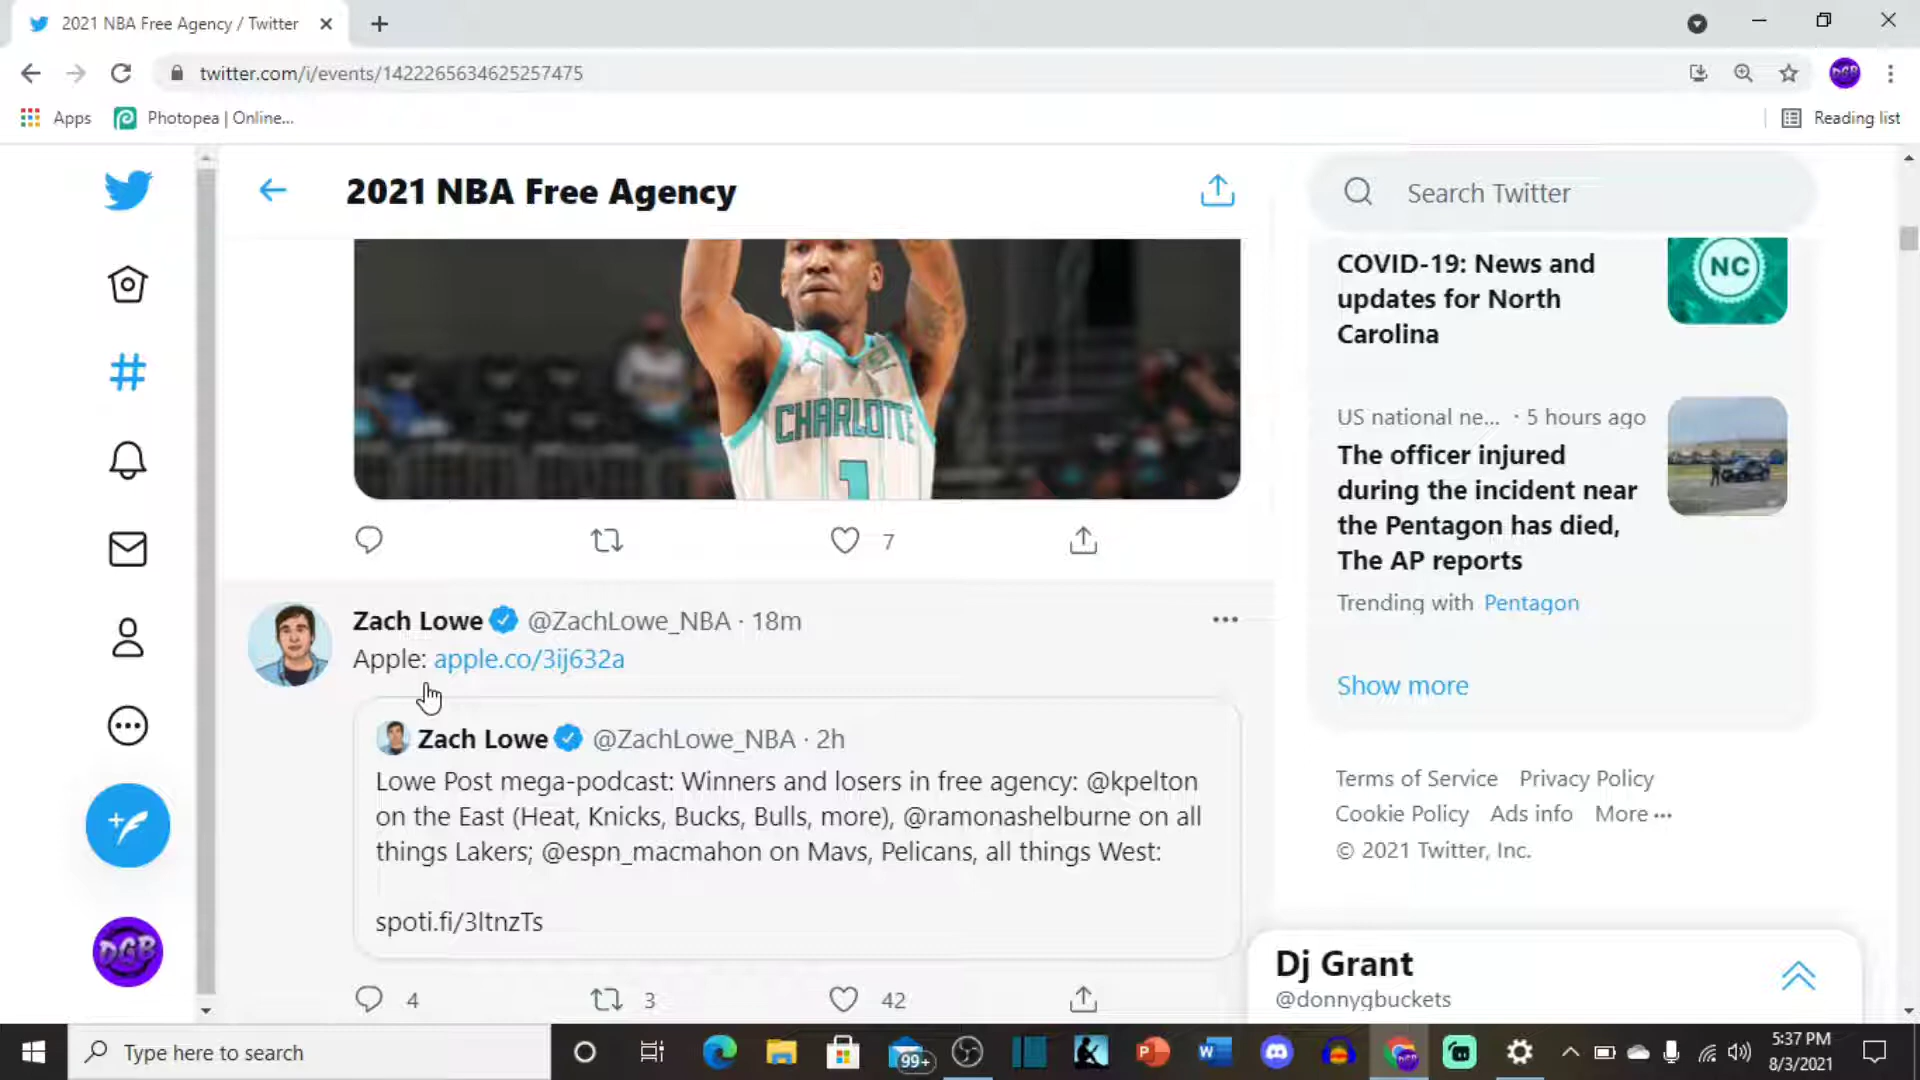 2021 NBA Free Agency / Twitter
twitter.com/i/events/1422265634625257475
DGB
Apps
Photopea | Online...
Reading list
2021 NBA Free Agency
Search Twitter
CHARLOTTE
1
COVID-19: News and
updates for North
Carolina
NC
US national ne... · 5 hours ago
The officer injured
during the incident near
the Pentagon has died,
The AP reports
Trending with Pentagon
Show more
7
Zach Lowe @ZachLowe_NBA · 18m
Apple: apple.co/3ij632a
Zach Lowe @ZachLowe_NBA · 2h
Lowe Post mega-podcast: Winners and losers in free agency: @kpelton
on the East (Heat, Knicks, Bucks, Bulls, more), @ramonashelburne on all
things Lakers; @espn_macmahon on Mavs, Pelicans, all things West:
spoti.fi/3ltnzTs
4
3
42
Terms of Service Privacy Policy
Cookie Policy Ads info More ···
© 2021 Twitter, Inc.
DGB
Dj Grant
@donnygbuckets
Type here to search
99+
5:37 PM
8/3/2021